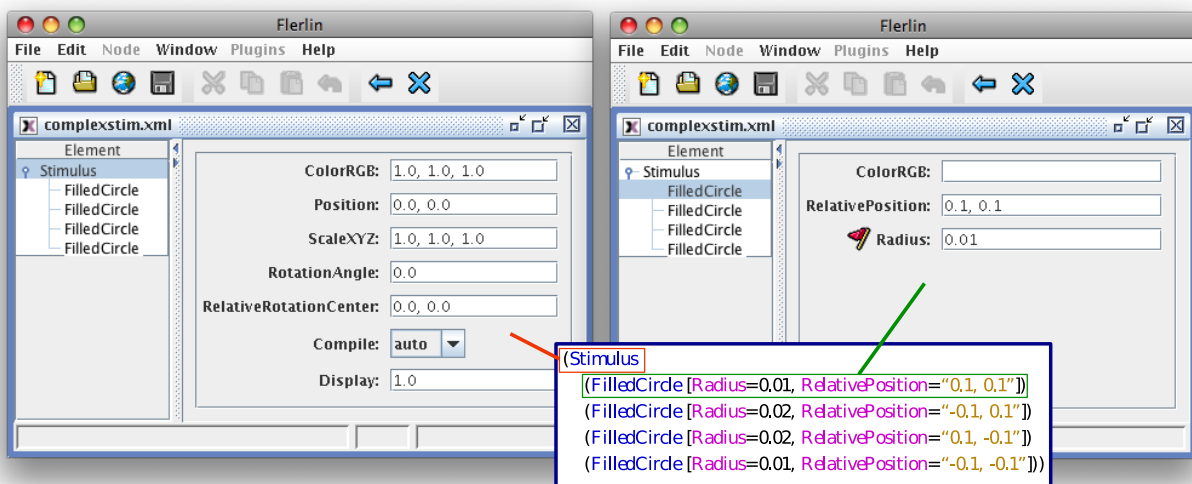 Flerlin
File Edit Node Window Plugins Help
complexstim.xml
Element
Stimulus
FilledCircle
FilledCircle
FilledCircle
FilledCircle
ColorRGB: 1.0, 1.0, 1.0
Position: 0.0, 0.0
ScaleXYZ: 1.0, 1.0, 1.0
RotationAngle: 0.0
RelativeRotationCenter: 0.0, 0.0
Compile: auto
Display: 1.0
Flerlin
File Edit Node Window Plugins Help
complexstim.xml
Element
Stimulus
FilledCircle
FilledCircle
FilledCircle
FilledCircle
ColorRGB:
RelativePosition: 0.1, 0.1
Radius: 0.01
(Stimulus
(FilledCircle [Radius=0.01, RelativePosition=“0.1, 0.1”])
(FilledCircle [Radius=0.02, RelativePosition=“-0.1, 0.1”])
(FilledCircle [Radius=0.02, RelativePosition=“0.1, -0.1”])
(FilledCircle [Radius=0.01, RelativePosition=“-0.1, -0.1”]))